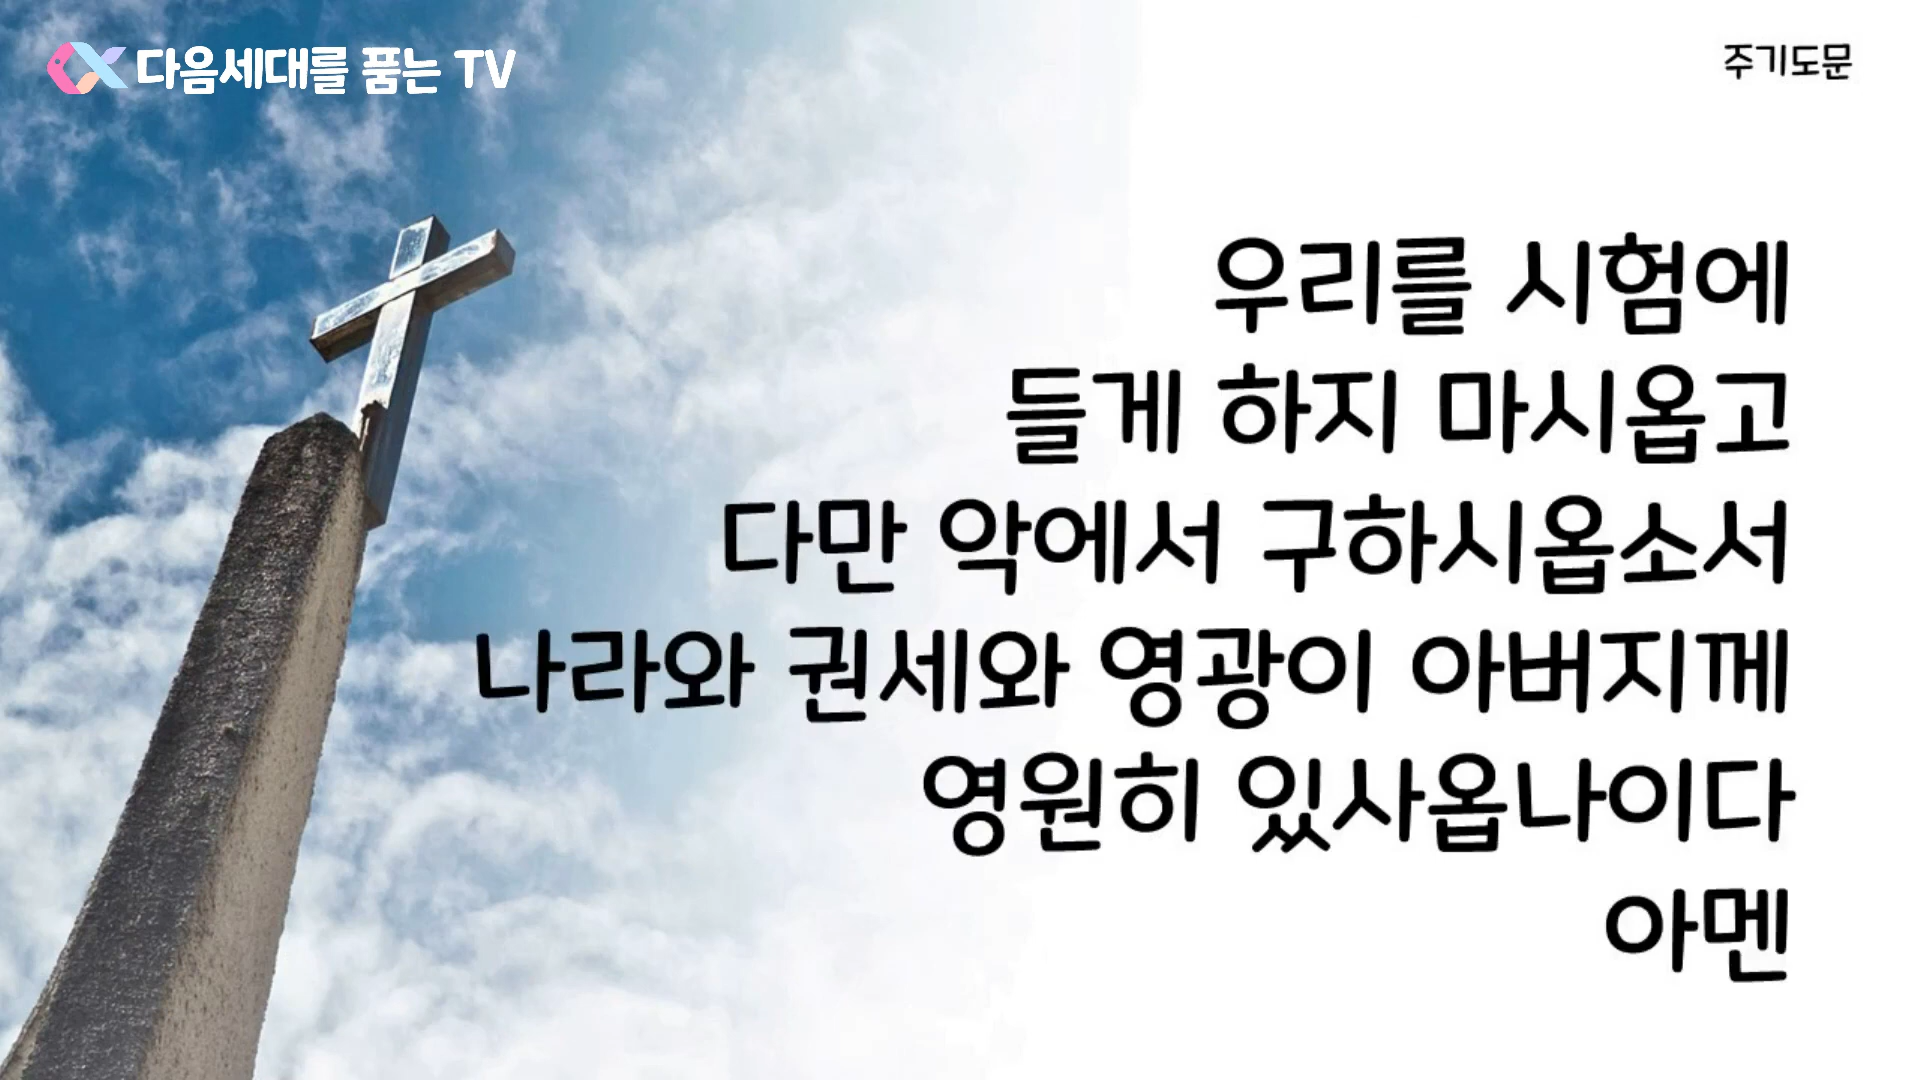 다음세대를 품는 TV
주기도문
우리를 시험에
들게 하지 마시옵고
다만 악에서 구하시옵소서
나라와 권세와 영광이 아버지께
영원히 있사옵나이다
아멘